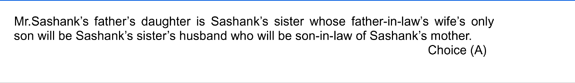 Mr.Sashank's father's daughter is Sashank's sister whose father-in-law's wife's only
son will be Sashank's sister's husband who will be son-in-law of Sashank's mother.
Choice (A)